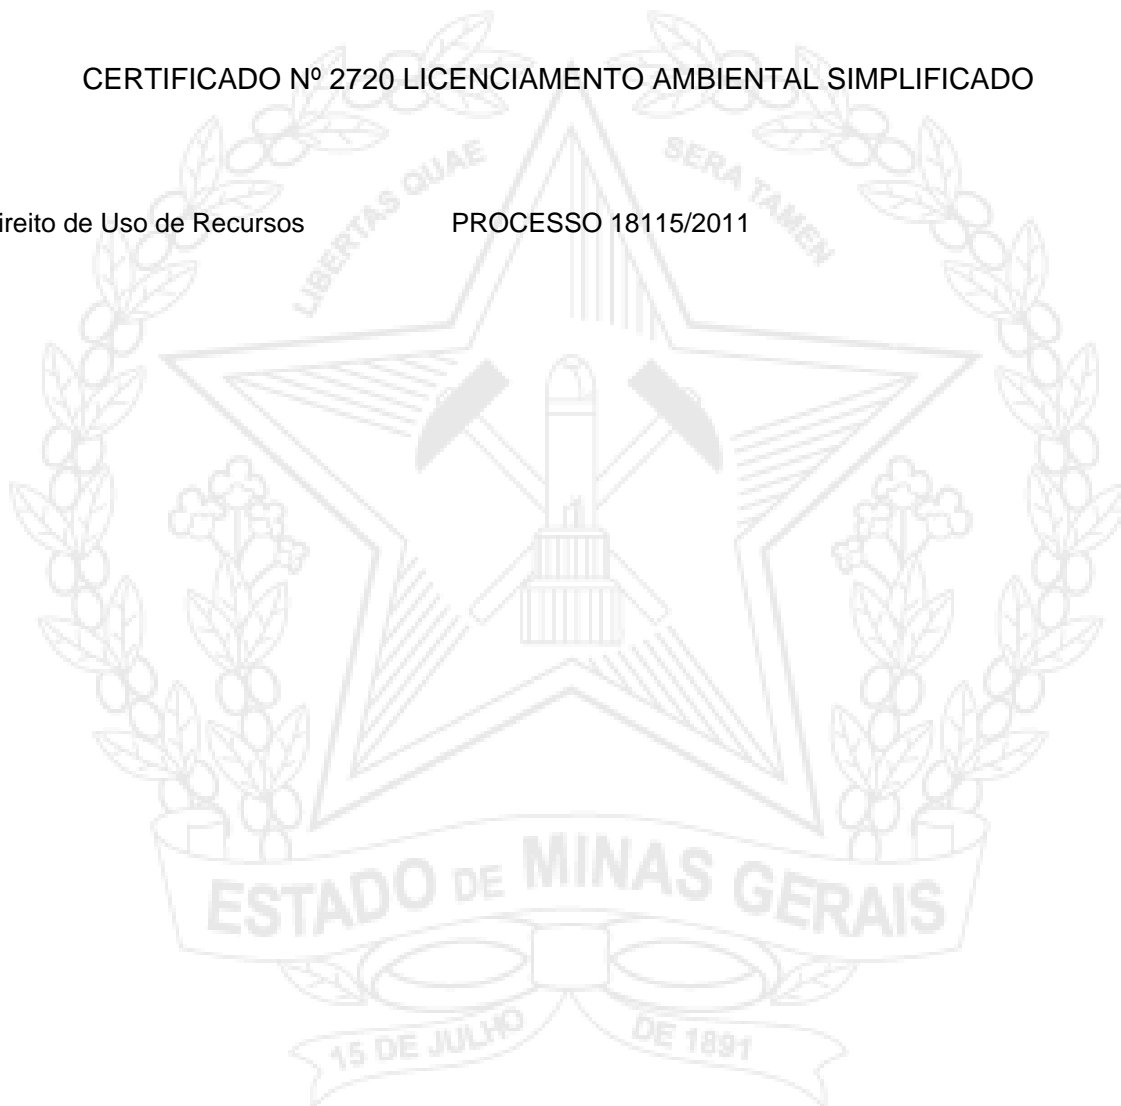 CERTIFICADO Nº 2720 LICENCIAMENTO AMBIENTAL SIMPLIFICADO
LIBERTAS QUAE SERA TAMEN
ireito de Uso de Recursos PROCESSO 18115/2011
ESTADO DE MINAS GERAIS
15 DE JULHO DE 1891